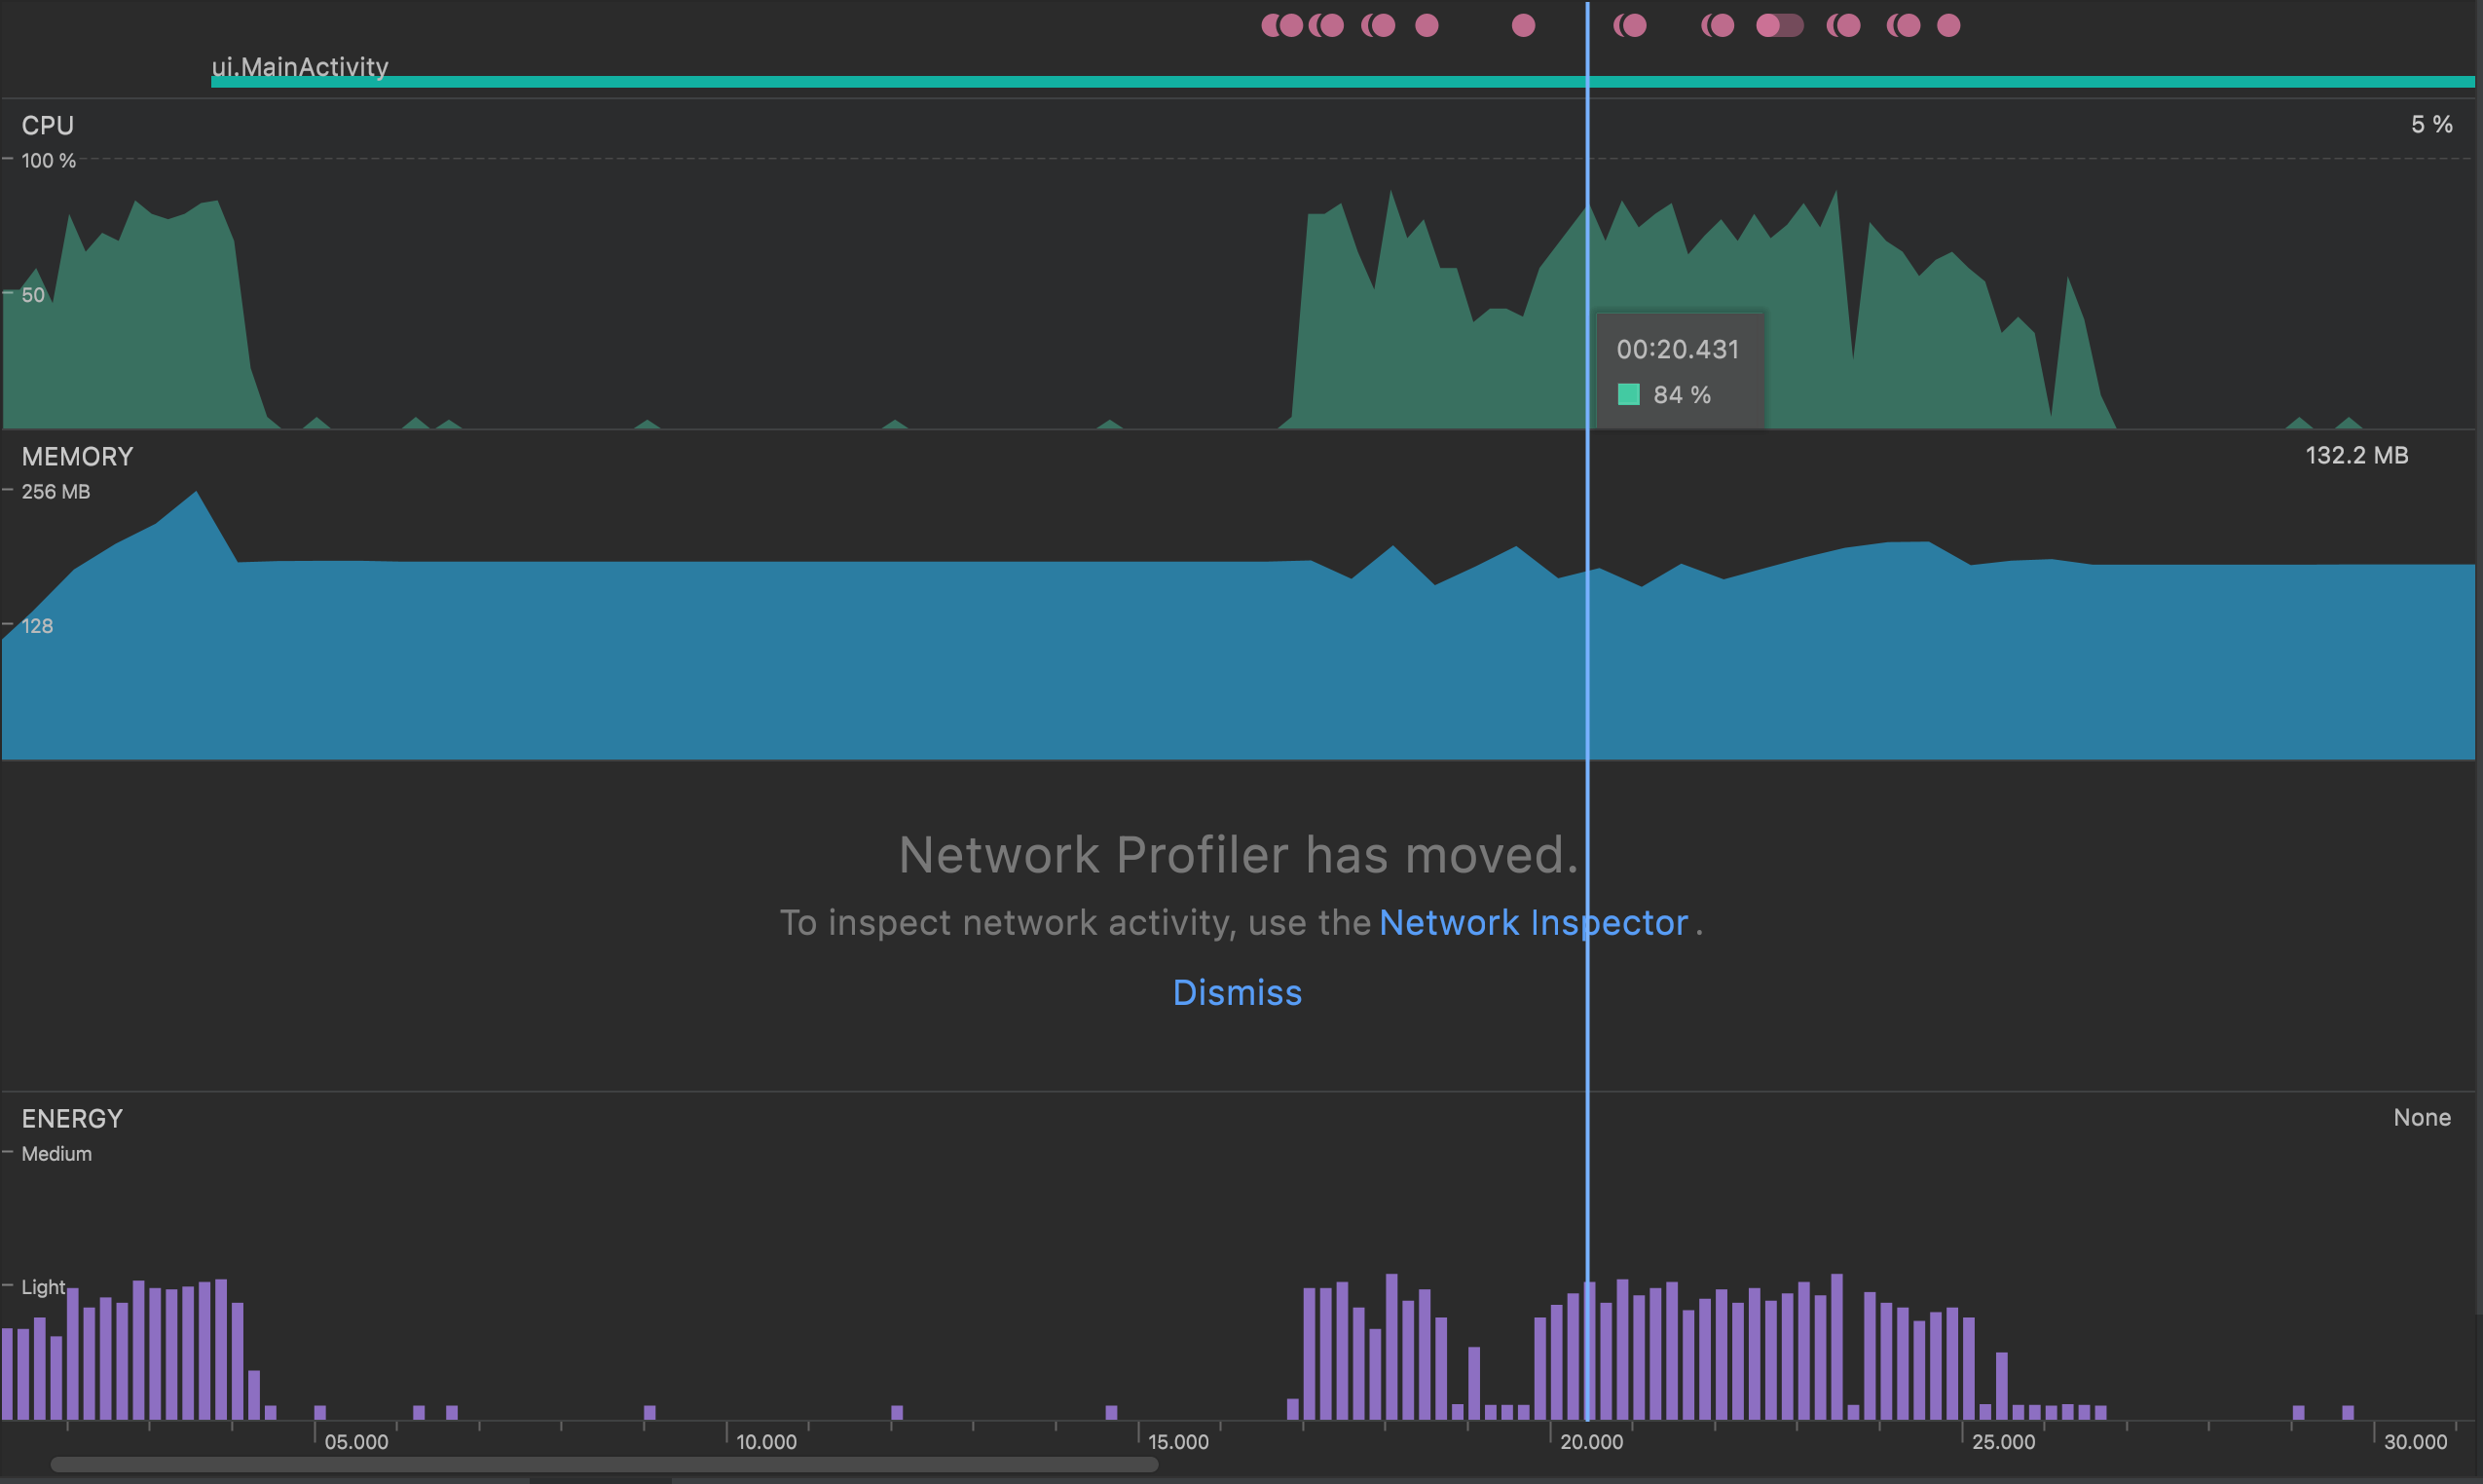 ui.MainActivity
CPU
5 %
100 %
50
00:20.431
84 %
MEMORY
132.2 MB
256 MB
128
Network Profiler has moved.
To inspect network activity, use the Network Inspector .
Dismiss
ENERGY
None
Medium
Light
05.000 10.000 15.000 20.000 25.000 30.000